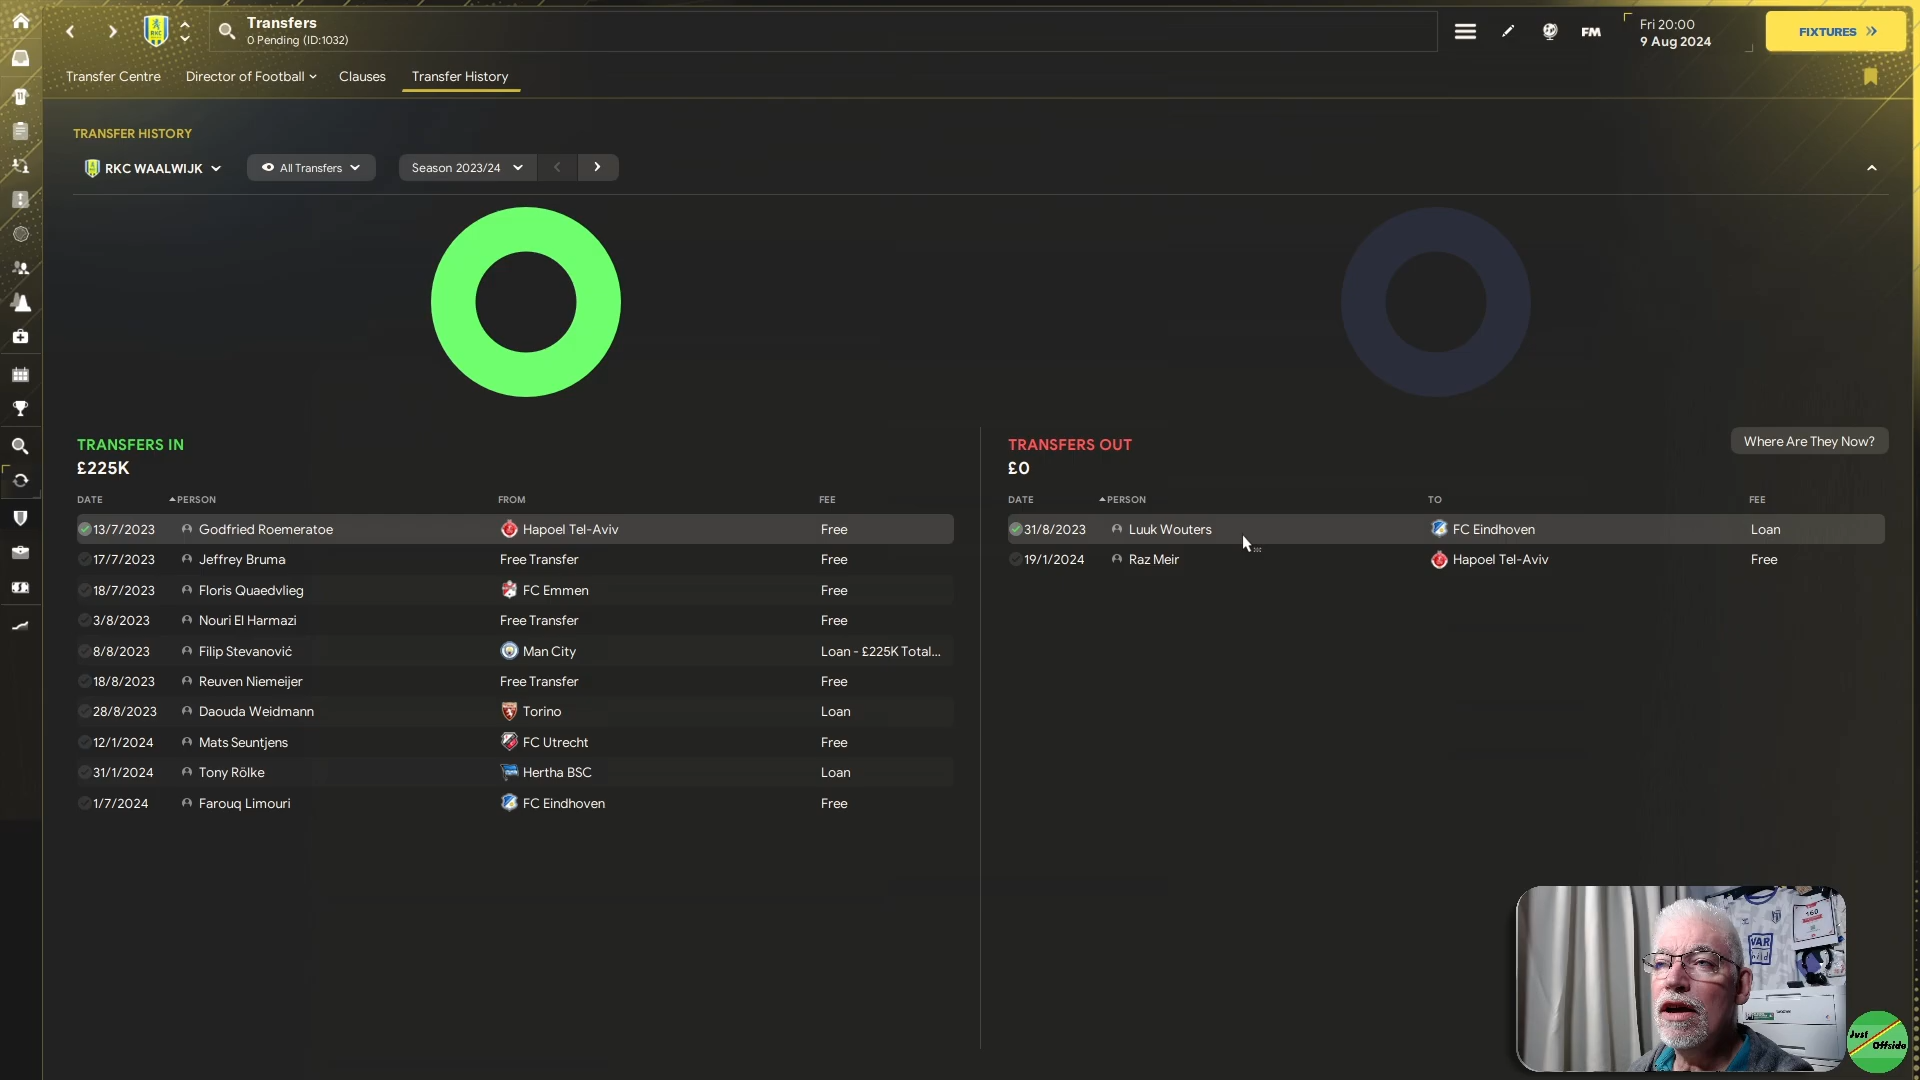 Transfers
0 Pending (ID:1032)
FM
Fri 20:00
9 Aug 2024
FIXTURES
Transfer Centre
Director of Football
Clauses
Transfer History
TRANSFER HISTORY
RKC WAALWIJK
All Transfers
Season 2023/24
TRANSFERS IN
£225K
DATE PERSON FROM FEE
13/7/2023 Godfried Roemeratoe Hapoel Tel-Aviv Free
17/7/2023 Jeffrey Bruma Free Transfer Free
18/7/2023 Floris Quaedvlieg FC Emmen Free
3/8/2023 Nouri El Harmazi Free Transfer Free
8/8/2023 Filip Stevanović Man City Loan - £225K Total...
18/8/2023 Reuven Niemeijer Free Transfer Free
28/8/2023 Daouda Weidmann Torino Loan
12/1/2024 Mats Seuntjens FC Utrecht Free
31/1/2024 Tony Rölke Hertha BSC Loan
1/7/2024 Farouq Limouri FC Eindhoven Free
TRANSFERS OUT
£0
Where Are They Now?
DATE PERSON TO FEE
31/8/2023 Luuk Wouters FC Eindhoven Loan
19/1/2024 Raz Meir Hapoel Tel-Aviv Free
160
VAR
Just
Offside